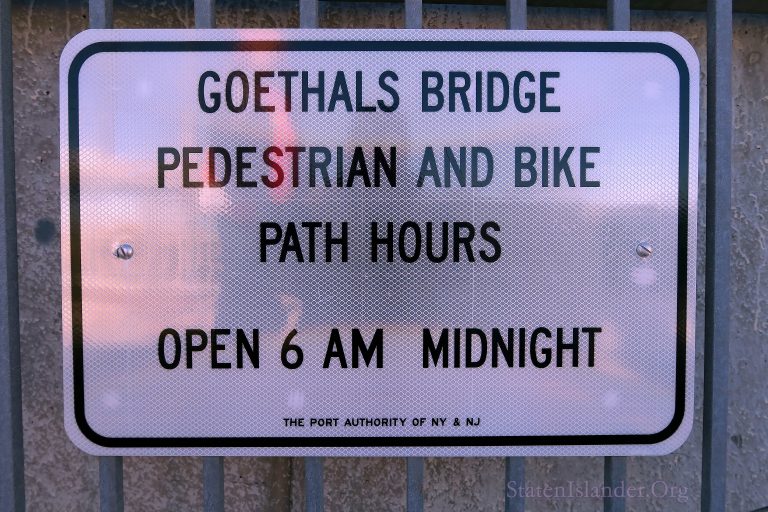 GOETHALS BRIDGE
PEDESTRIAN AND BIKE
PATH HOURS
OPEN 6 AM MIDNIGHT
THE PORT AUTHORITY OF NY & NJ
StatenIslander.Org